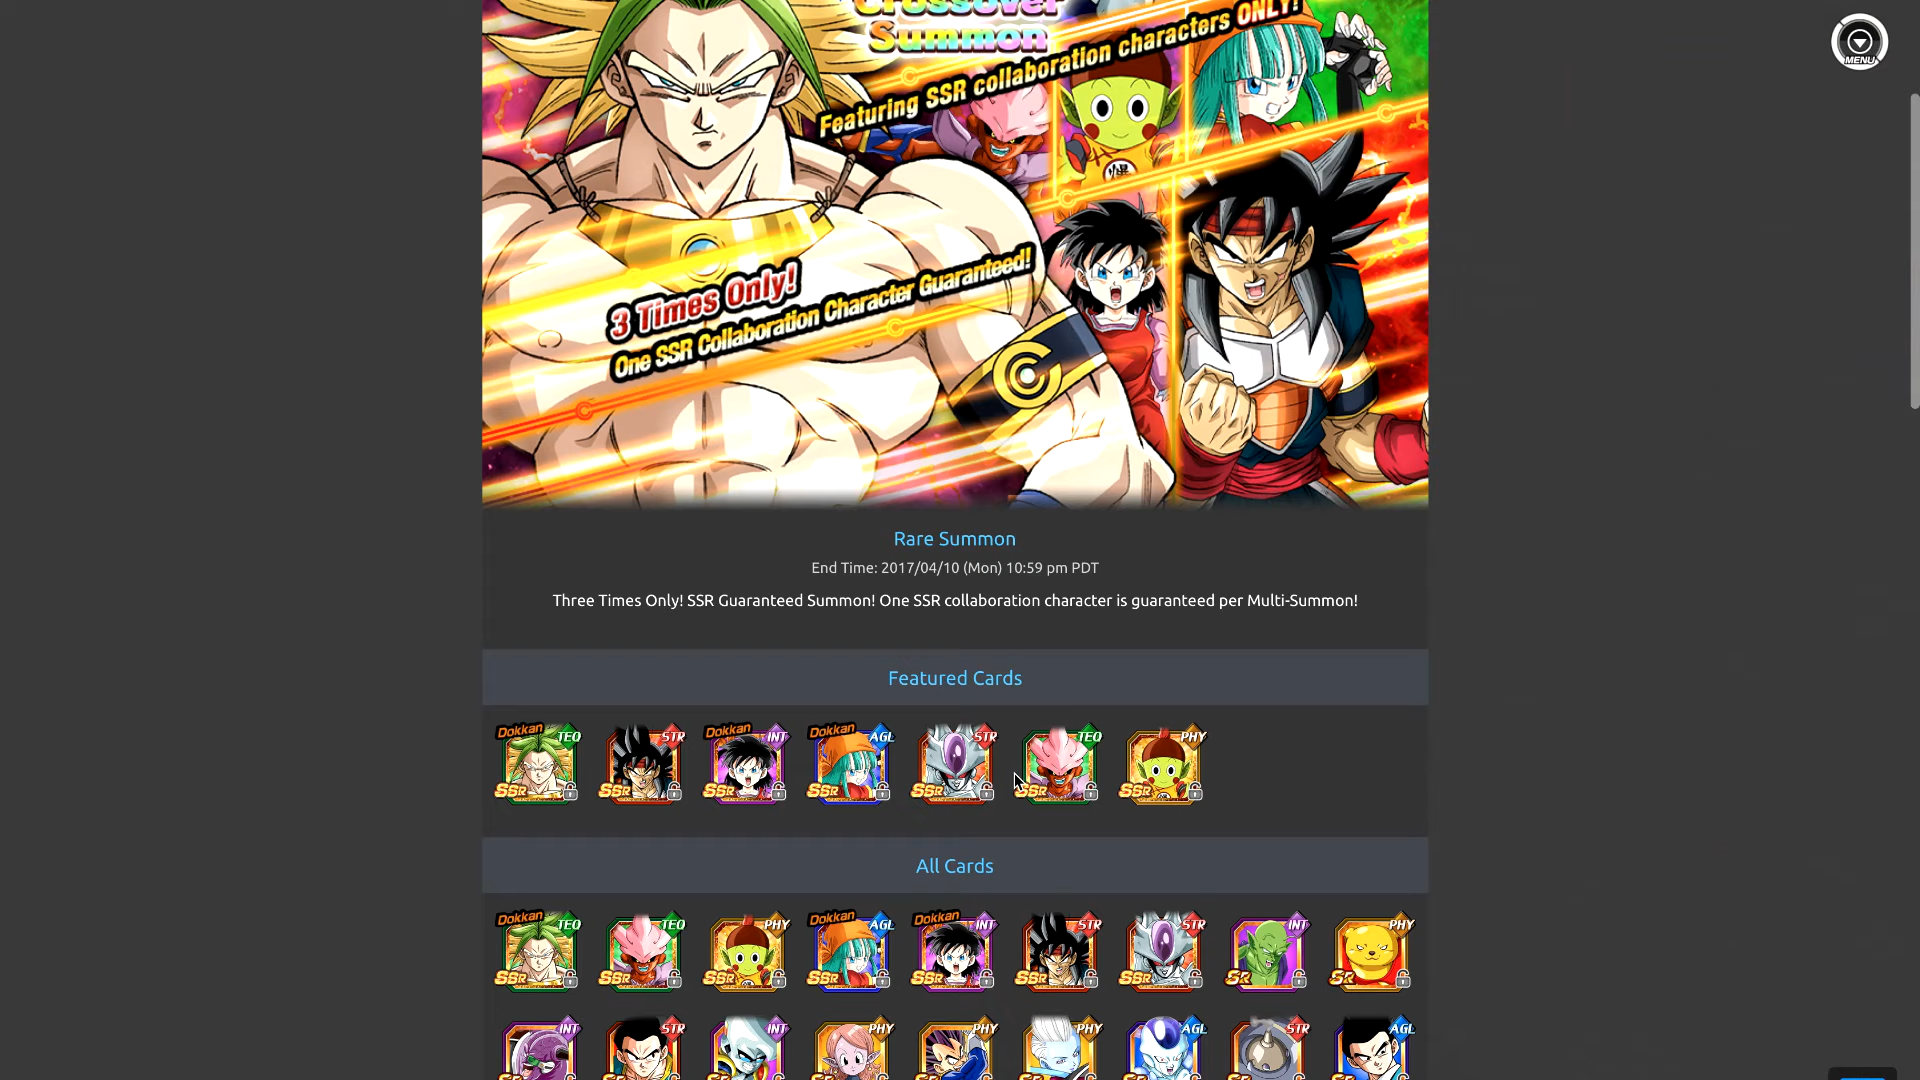 Crossover
Summon
Featuring SSR collaboration characters ONLY!
3 Times Only!
One SSR Collaboration Character Guaranteed!
MENU
Rare Summon
End Time: 2017/04/10 (Mon) 10:59 pm PDT
Three Times Only! SSR Guaranteed Summon! One SSR collaboration character is guaranteed per Multi-Summon!
Featured Cards
Dokkan TEQ STR Dokkan INT Dokkan AGL STR TEQ PHY
SSR SSR SSR SSR SSR SSR SSR
All Cards
Dokkan TEQ TEQ PHY Dokkan AGL Dokkan INT STR STR INT PHY
SSR SSR SSR SSR SSR SSR SSR SR SR
INT STR INT PHY PHY PHY AGL STR AGL